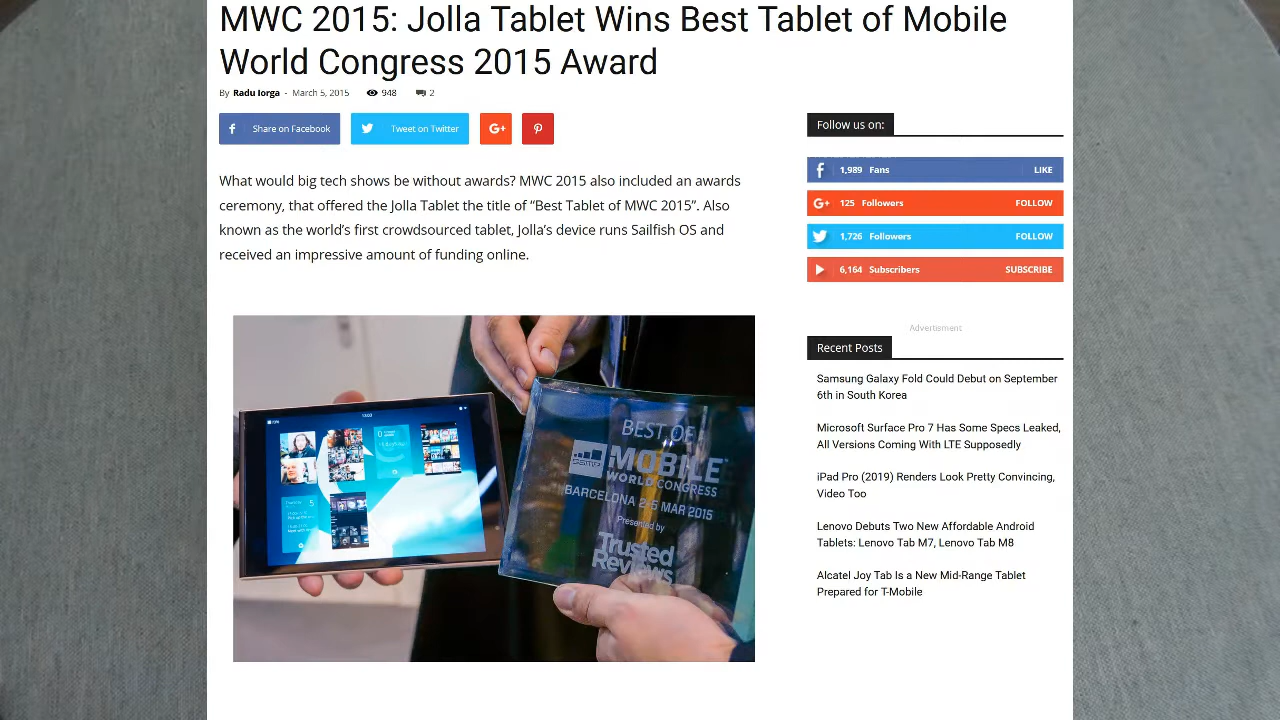 MWC 2015: Jolla Tablet Wins Best Tablet of Mobile
World Congress 2015 Award
By Radu Iorga - March 5, 2015 948 2
Share on Facebook
Tweet on Twitter
G+
What would big tech shows be without awards? MWC 2015 also included an awards
ceremony, that offered the Jolla Tablet the title of “Best Tablet of MWC 2015”. Also
known as the world’s first crowdsourced tablet, Jolla’s device runs Sailfish OS and
received an impressive amount of funding online.
BEST OF
GSMA
MOBILE
WORLD CONGRESS
BARCELONA 2-5 MAR 2015
Presented by
Trusted
Reviews
Follow us on:
1,989 Fans LIKE
G+ 125 Followers FOLLOW
1,726 Followers FOLLOW
6,164 Subscribers SUBSCRIBE
Advertisment
Recent Posts
Samsung Galaxy Fold Could Debut on September
6th in South Korea
Microsoft Surface Pro 7 Has Some Specs Leaked,
All Versions Coming With LTE Supposedly
iPad Pro (2019) Renders Look Pretty Convincing,
Video Too
Lenovo Debuts Two New Affordable Android
Tablets: Lenovo Tab M7, Lenovo Tab M8
Alcatel Joy Tab Is a New Mid-Range Tablet
Prepared for T-Mobile